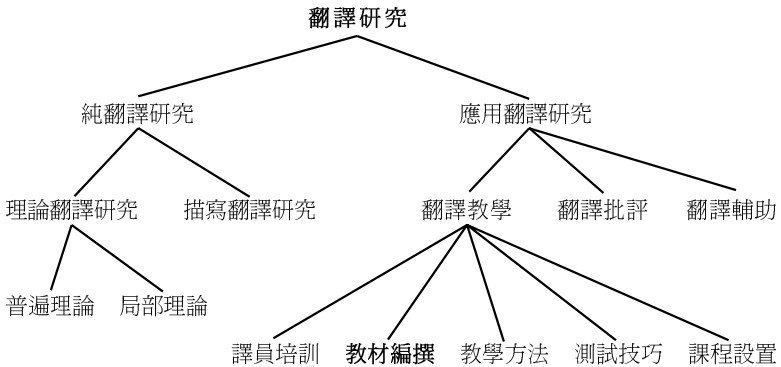 翻譯研究
純翻譯研究 應用翻譯研究
理論翻譯研究 描寫翻譯研究 翻譯教學 翻譯批評 翻譯輔助
普遍理論 局部理論
譯員培訓 教材編撰 教學方法 測試技巧 課程設置